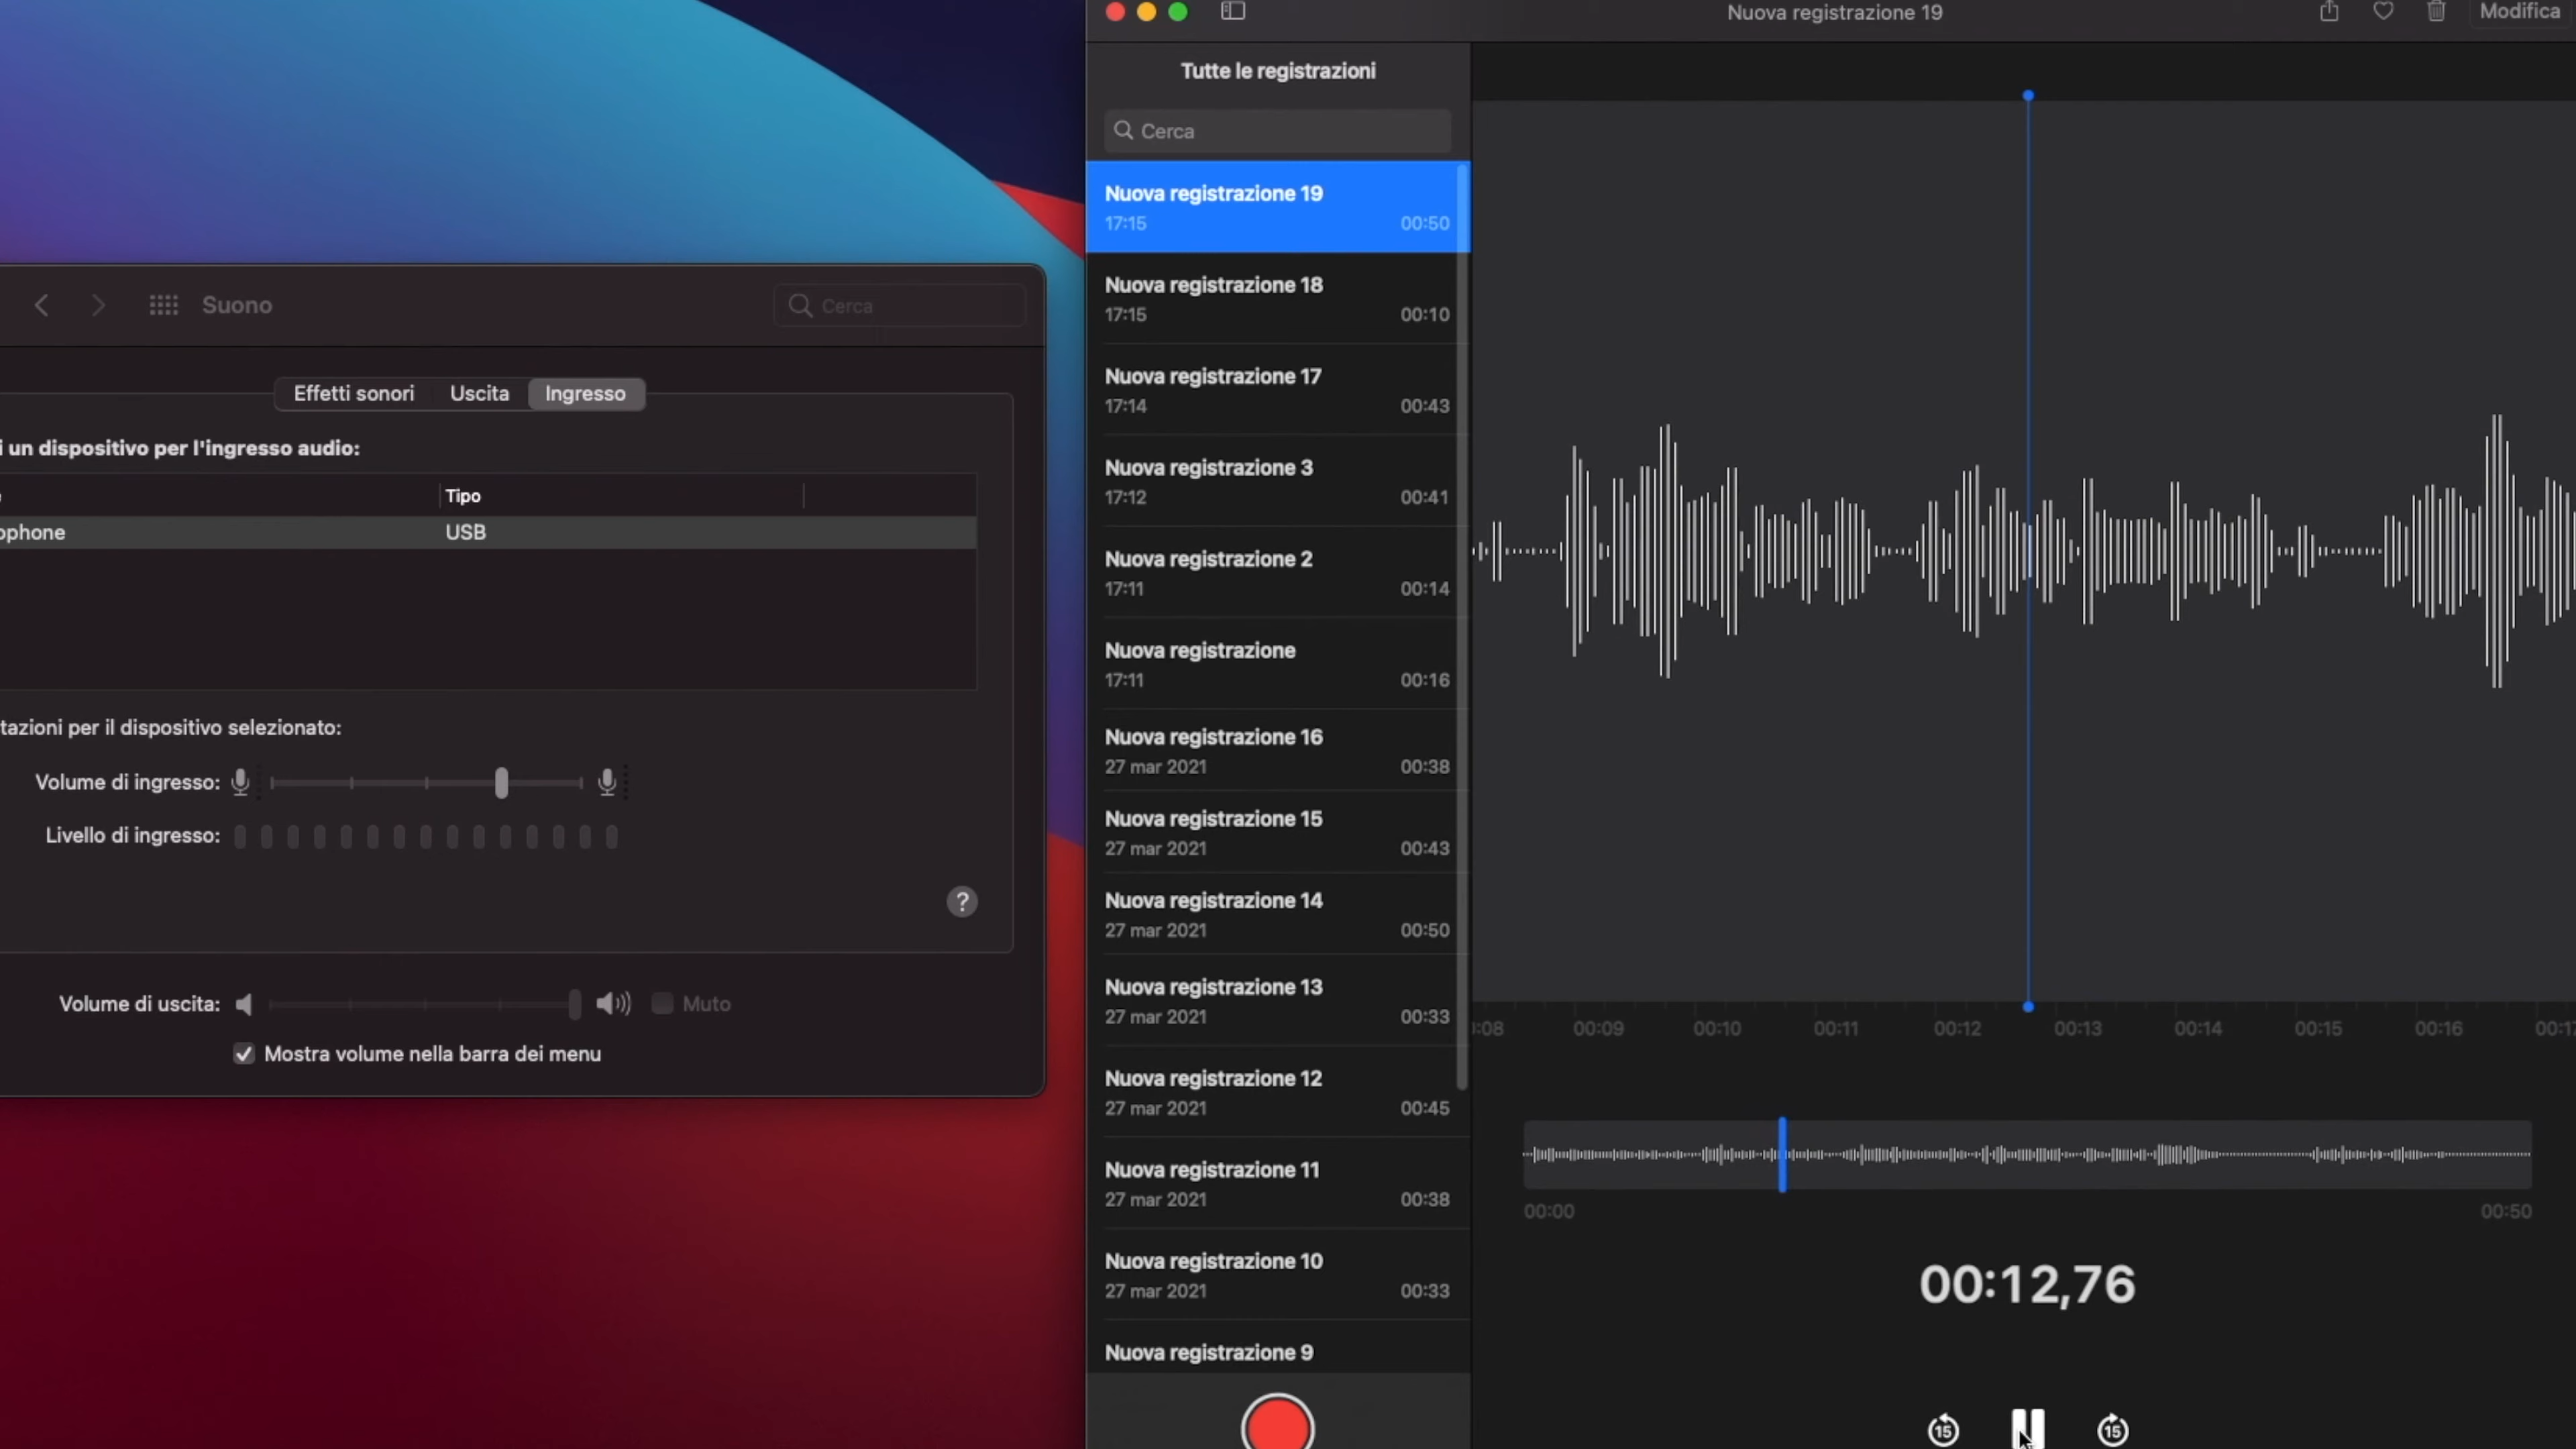 Suono
Cerca
Effetti sonori
Uscita
Ingresso
un dispositivo per l'ingresso audio:
Tipo
USB
per il dispositivo selezionato:
Volume di ingresso:
Livello di ingresso:
?
Volume di uscita:
Muto
Mostra volume nella barra dei menu
Nuova registrazione 19
Modifica
Tutte le registrazioni
Cerca
Nuova registrazione 19
17:15 00:50
Nuova registrazione 18
17:15 00:10
Nuova registrazione 17
17:14 00:43
Nuova registrazione 3
17:12 00:41
Nuova registrazione 2
17:11 00:14
Nuova registrazione
17:11 00:16
Nuova registrazione 16
27 mar 2021 00:38
Nuova registrazione 15
27 mar 2021 00:43
Nuova registrazione 14
27 mar 2021 00:50
Nuova registrazione 13
27 mar 2021 00:33
Nuova registrazione 12
27 mar 2021 00:45
Nuova registrazione 11
27 mar 2021 00:38
Nuova registrazione 10
27 mar 2021 00:33
Nuova registrazione 9
:08 00:09 00:10 00:11 00:12 00:13 00:14 00:15 00:16
00:00 00:50
00:12,76
15 15